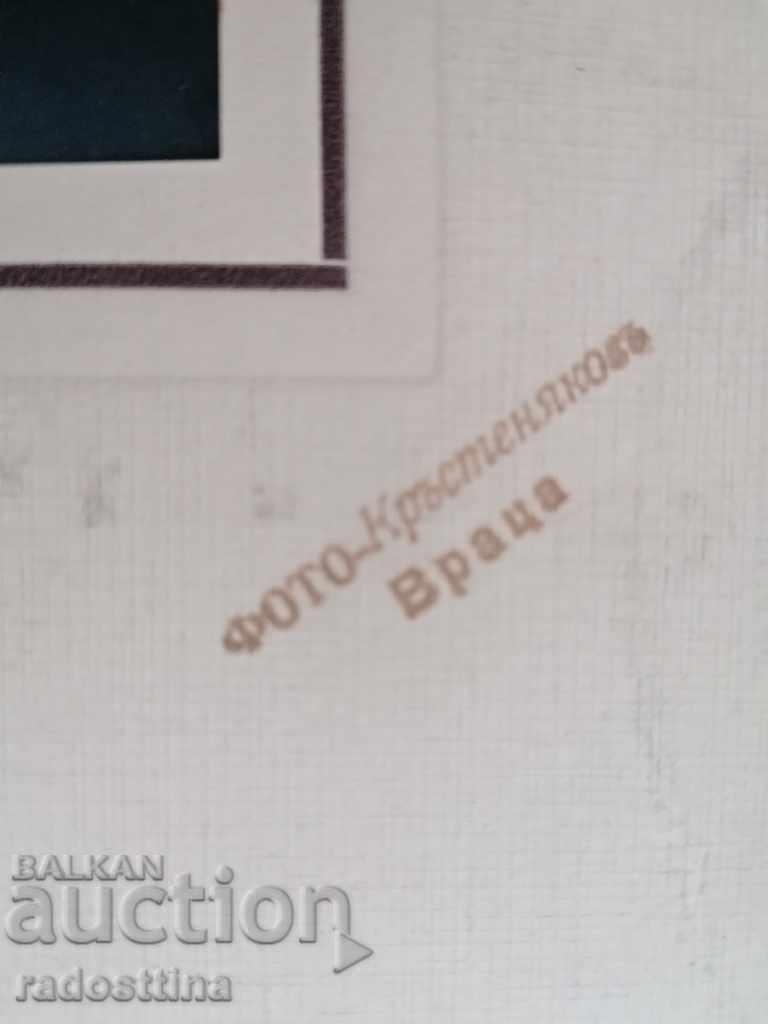 ФОТО-Кръстеняковъ
Враца
BALKAN
auction
radosttina